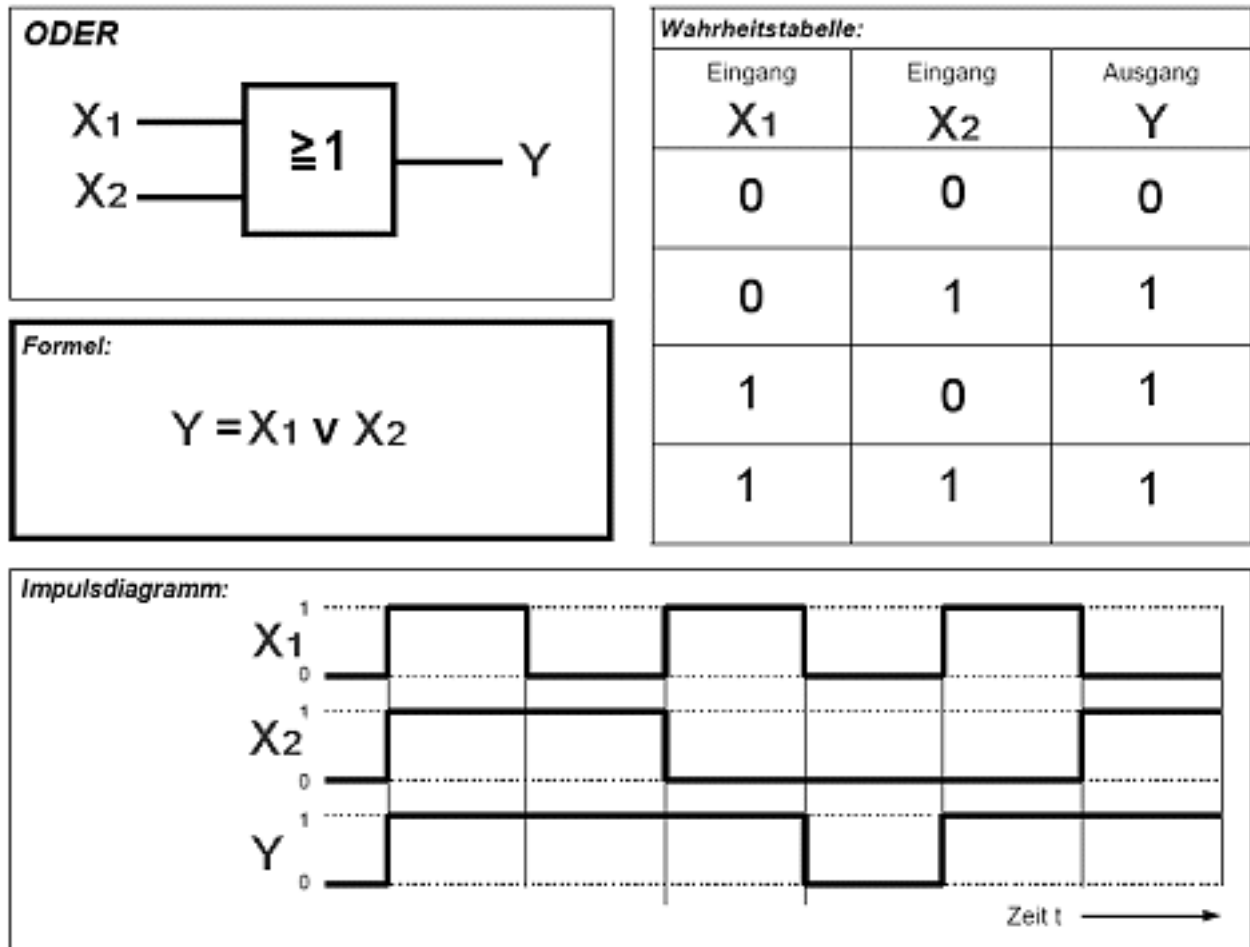 ODER
X1
≧1
Y
X2
Formel:
Y = X1 v X2
Wahrheitstabelle:
Eingang Eingang Ausgang
X1 X2 Y
0 0 0
0 1 1
1 0 1
1 1 1
Impulsdiagramm:
1
X1
0
1
X2
0
1
Y
0
Zeit t